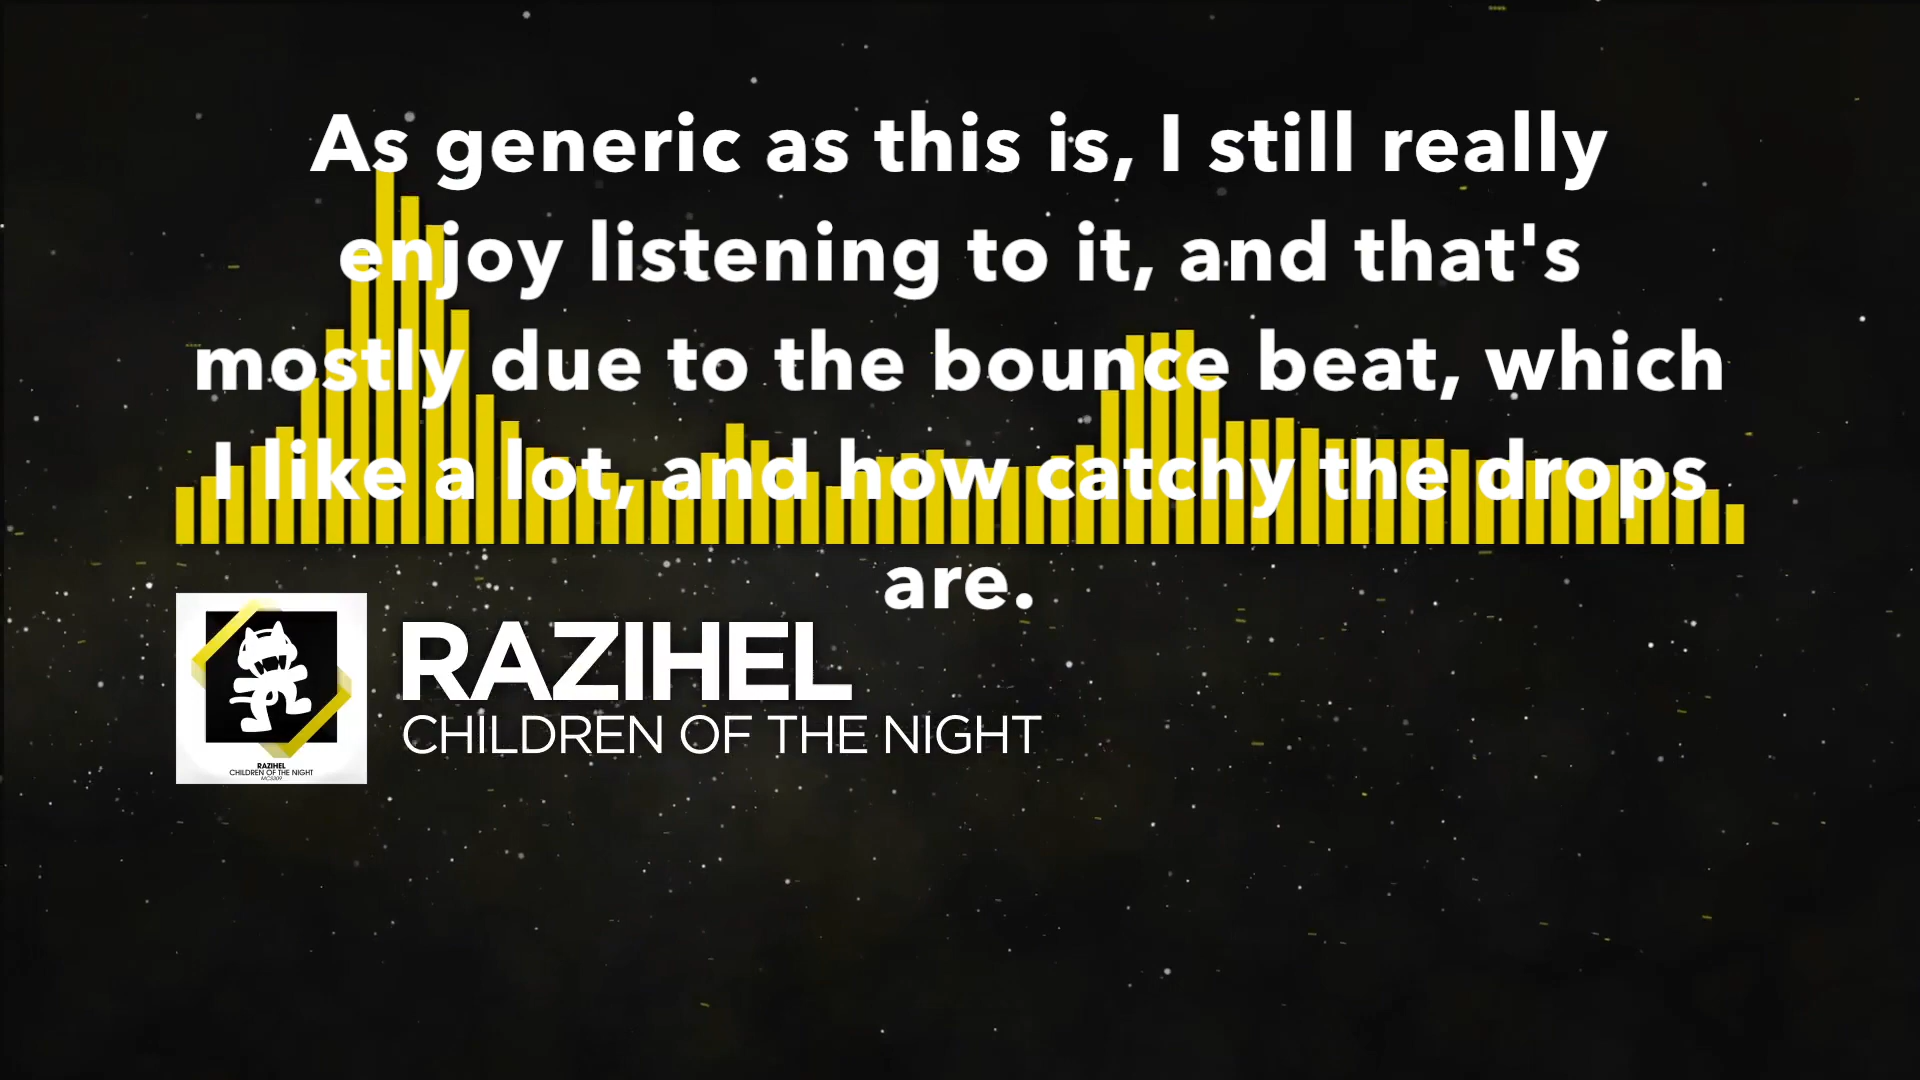 As generic as this is, I still really
enjoy listening to it, and that's
mostly due to the bounce beat, which
I like a lot, and how catchy the drops
are.
RAZIHEL
CHILDREN OF THE NIGHT
RAZIHEL
CHILDREN OF THE NIGHT